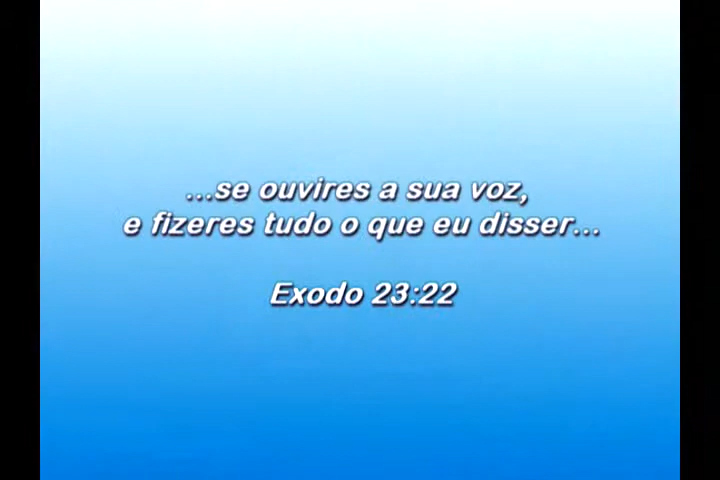 ...se ouvires a sua voz,
e fizeres tudo o que eu disser...
Exodo 23:22